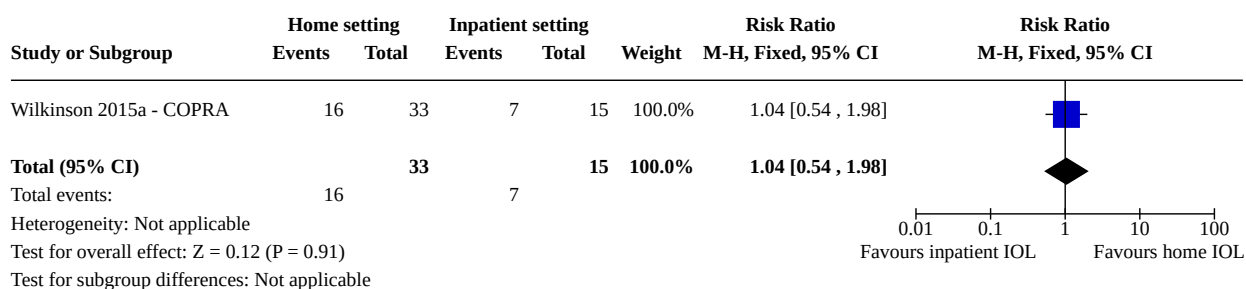 Home setting Inpatient setting Risk Ratio Risk Ratio
Study or Subgroup Events Total Events Total Weight M-H, Fixed, 95% CI M-H, Fixed, 95% CI
Wilkinson 2015a - COPRA 16 33 7 15 100.0% 1.04 [0.54 , 1.98]
Total (95% CI) 33 15 100.0% 1.04 [0.54 , 1.98]
Total events: 16 7
Heterogeneity: Not applicable
0.01 0.1 1 10 100
Test for overall effect: Z = 0.12 (P = 0.91) Favours inpatient IOL Favours home IOL
Test for subgroup differences: Not applicable